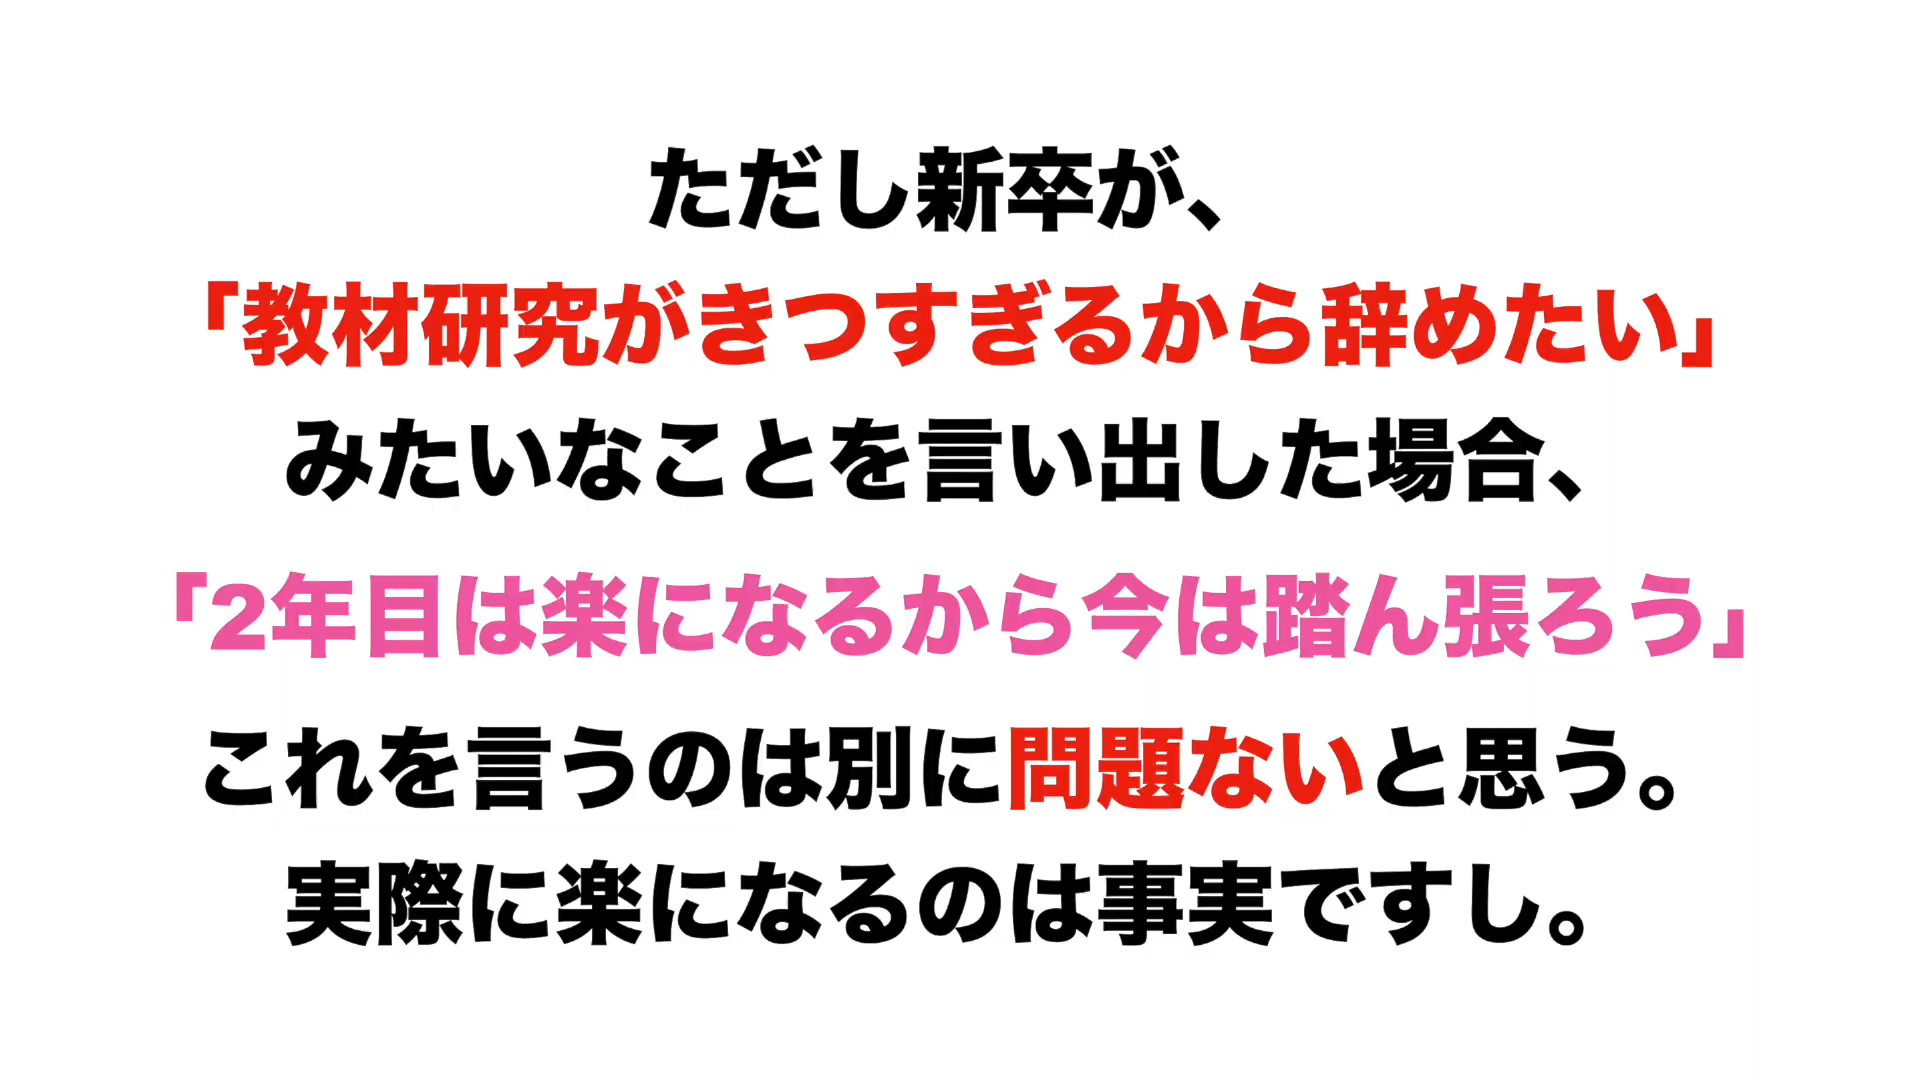 ただし新卒が、
「教材研究がきつすぎるから辞めたい」
みたいなことを言い出した場合、
「2年目は楽になるから今は踏ん張ろう」
これを言うのは別に問題ないと思う。
実際に楽になるのは事実ですし。